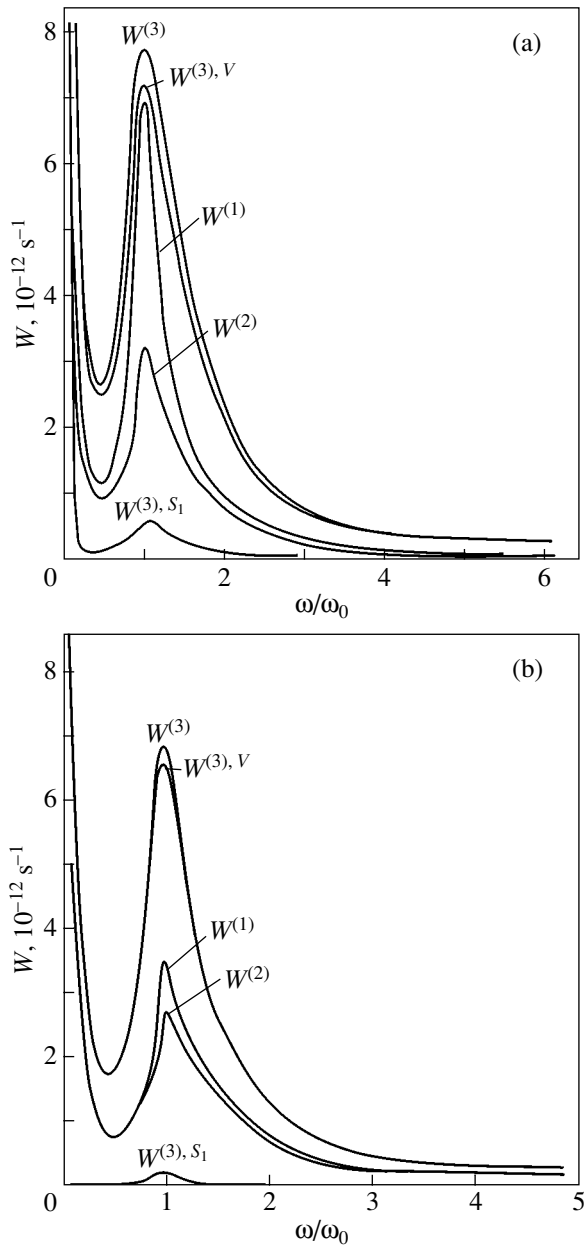 (a)
8
W⁽³⁾
W⁽³⁾, V
6
W⁽¹⁾
W, 10⁻¹² s⁻¹
4
W⁽²⁾
2
W⁽³⁾, S₁
0 2 4 6
ω/ω₀
(b)
8
W⁽³⁾
W⁽³⁾, V
6
W, 10⁻¹² s⁻¹
4
W⁽¹⁾
W⁽²⁾
2
W⁽³⁾, S₁
0 1 2 3 4 5
ω/ω₀